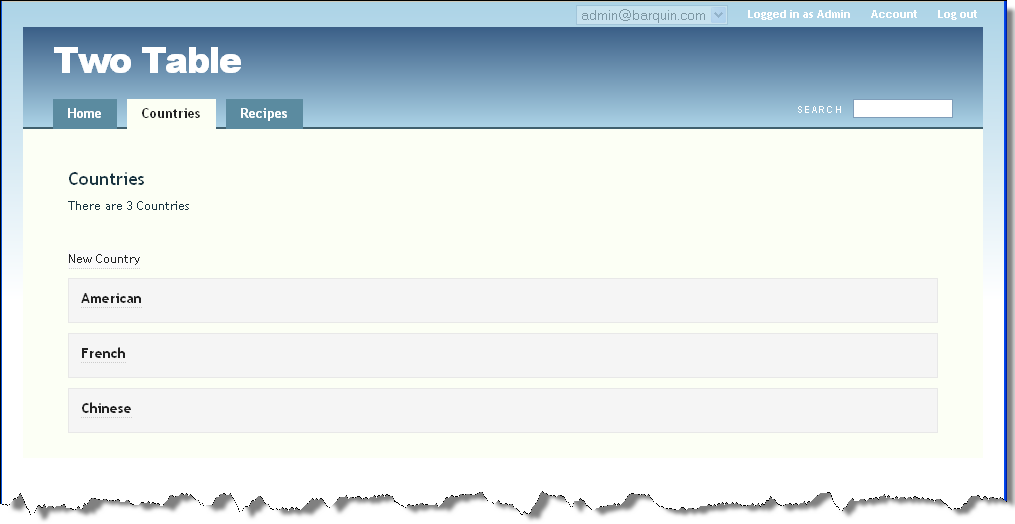 admin@barquin.com Logged in as Admin Account Log out
Two Table
Home Countries Recipes SEARCH
Countries
There are 3 Countries
New Country
American
French
Chinese